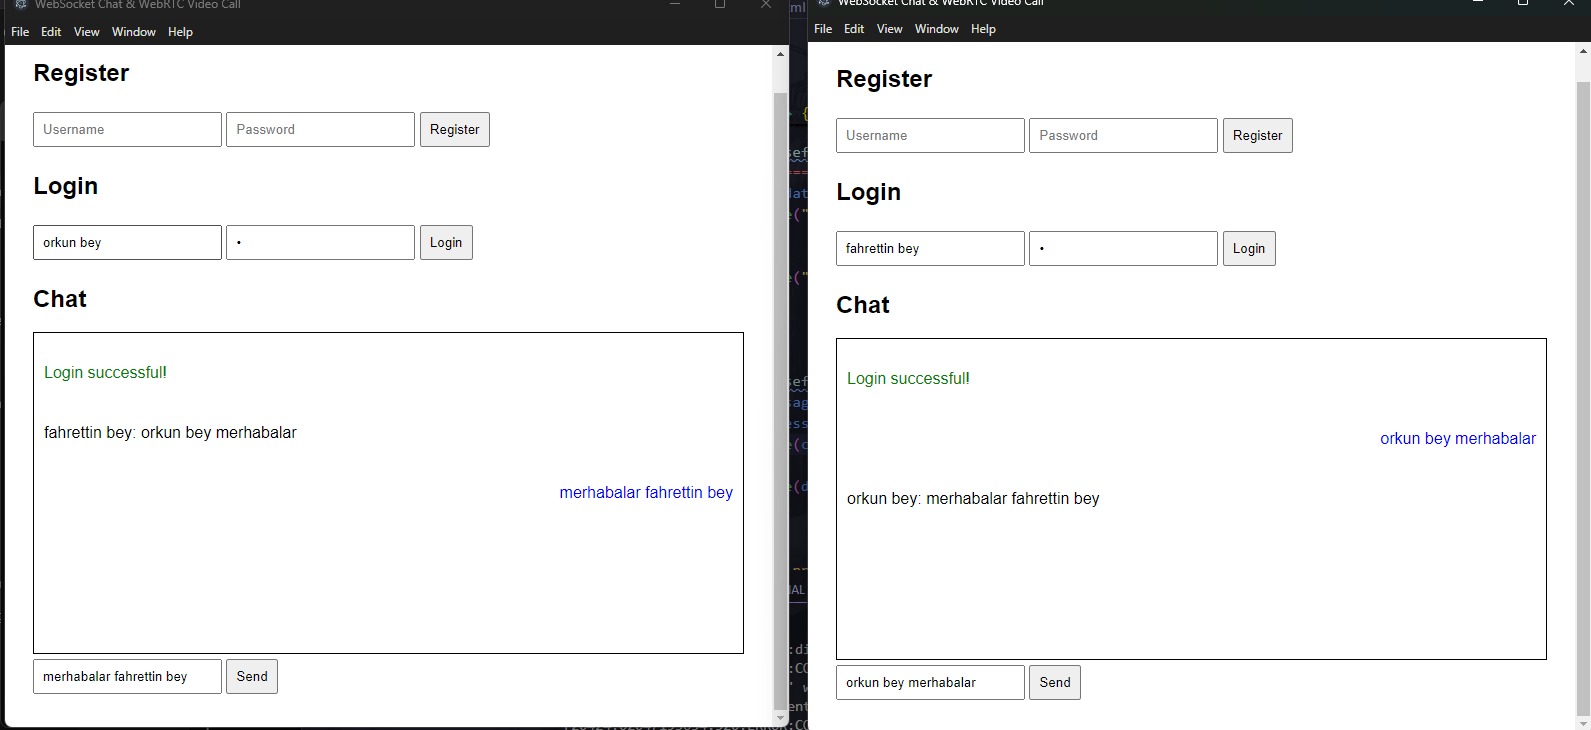 WebSocket Chat & WebRTC Video Call
File Edit View Window Help
Register
Username Password Register
Login
orkun bey • Login
Chat
Login successful!
fahrettin bey: orkun bey merhabalar
merhabalar fahrettin bey
merhabalar fahrettin bey Send
WebSocket Chat & WebRTC Video Call
File Edit View Window Help
Register
Username Password Register
Login
fahrettin bey • Login
Chat
Login successful!
orkun bey merhabalar
orkun bey: merhabalar fahrettin bey
orkun bey merhabalar Send